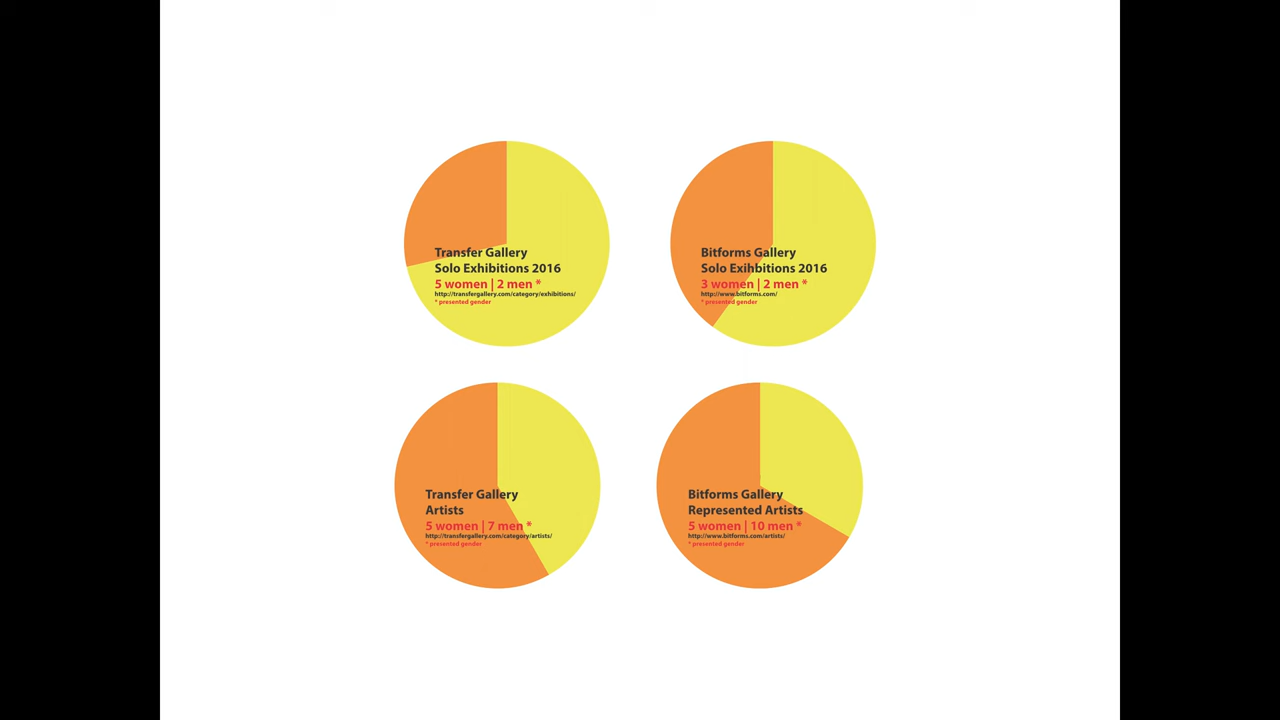 Transfer Gallery
Solo Exhibitions 2016
5 women | 2 men *
http://transfergallery.com/category/exhibitions/
* presented gender
Bitforms Gallery
Solo Exihbitions 2016
3 women | 2 men *
http://www.bitforms.com/
* presented gender
Transfer Gallery
Artists
5 women | 7 men *
http://transfergallery.com/category/artists/
* presented gender
Bitforms Gallery
Represented Artists
5 women | 10 men *
http://www.bitforms.com/artists/
* presented gender